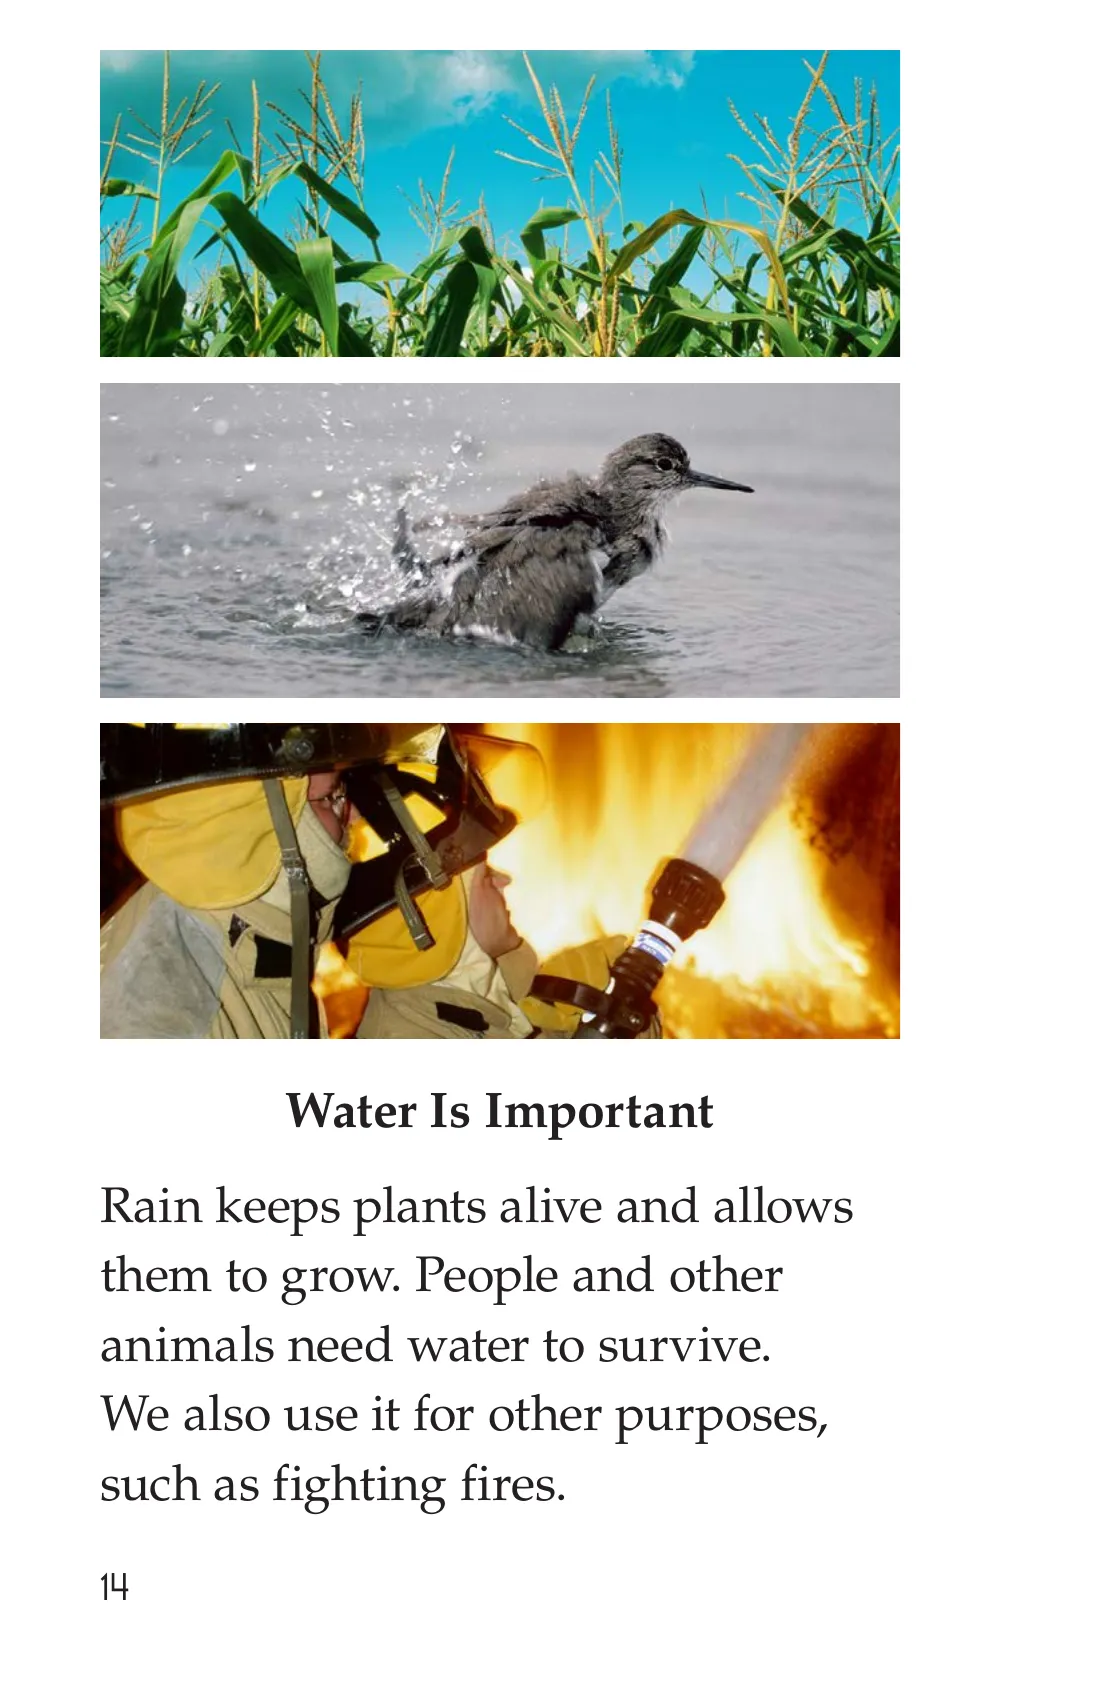 Water Is Important
Rain keeps plants alive and allows
them to grow. People and other
animals need water to survive.
We also use it for other purposes,
such as fighting fires.
14